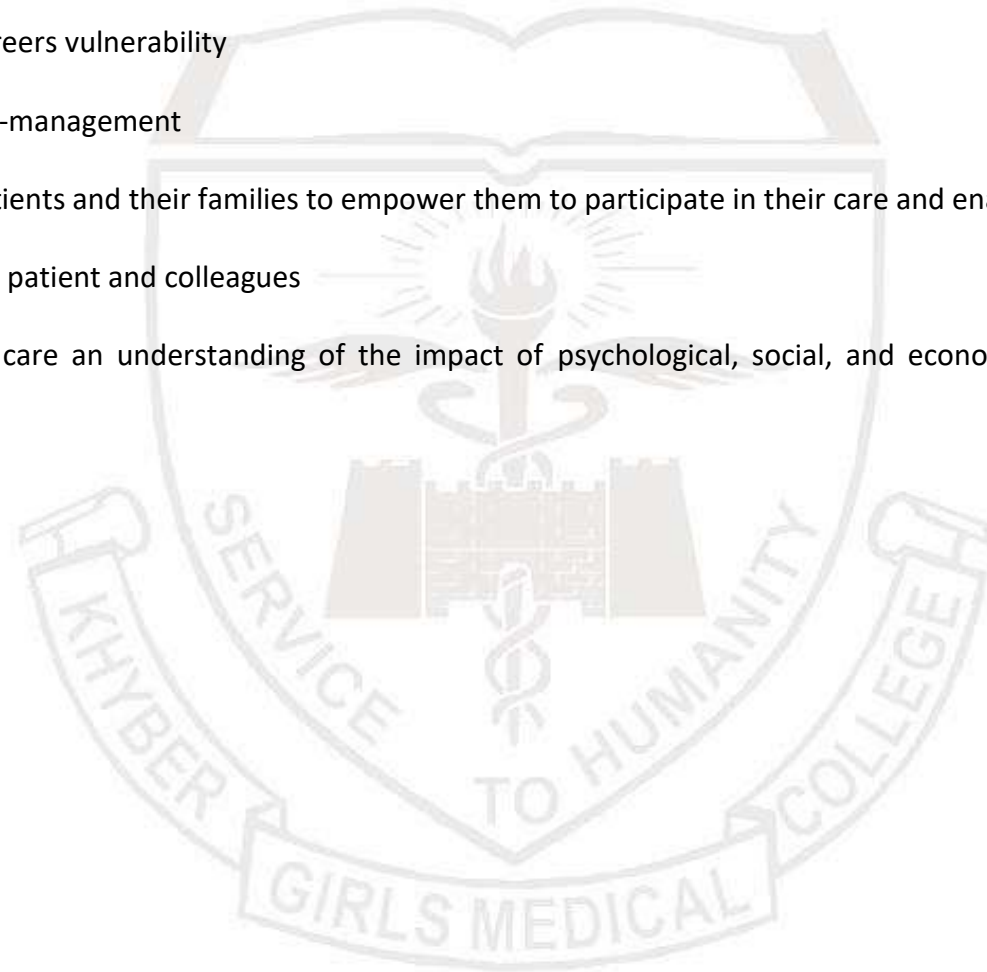 reers vulnerability
-management
tients and their families to empower them to participate in their care and ena
patient and colleagues
care an understanding of the impact of psychological, social, and econo
SERVICE TO HUMANITY
KHYBER GIRLS MEDICAL COLLEGE